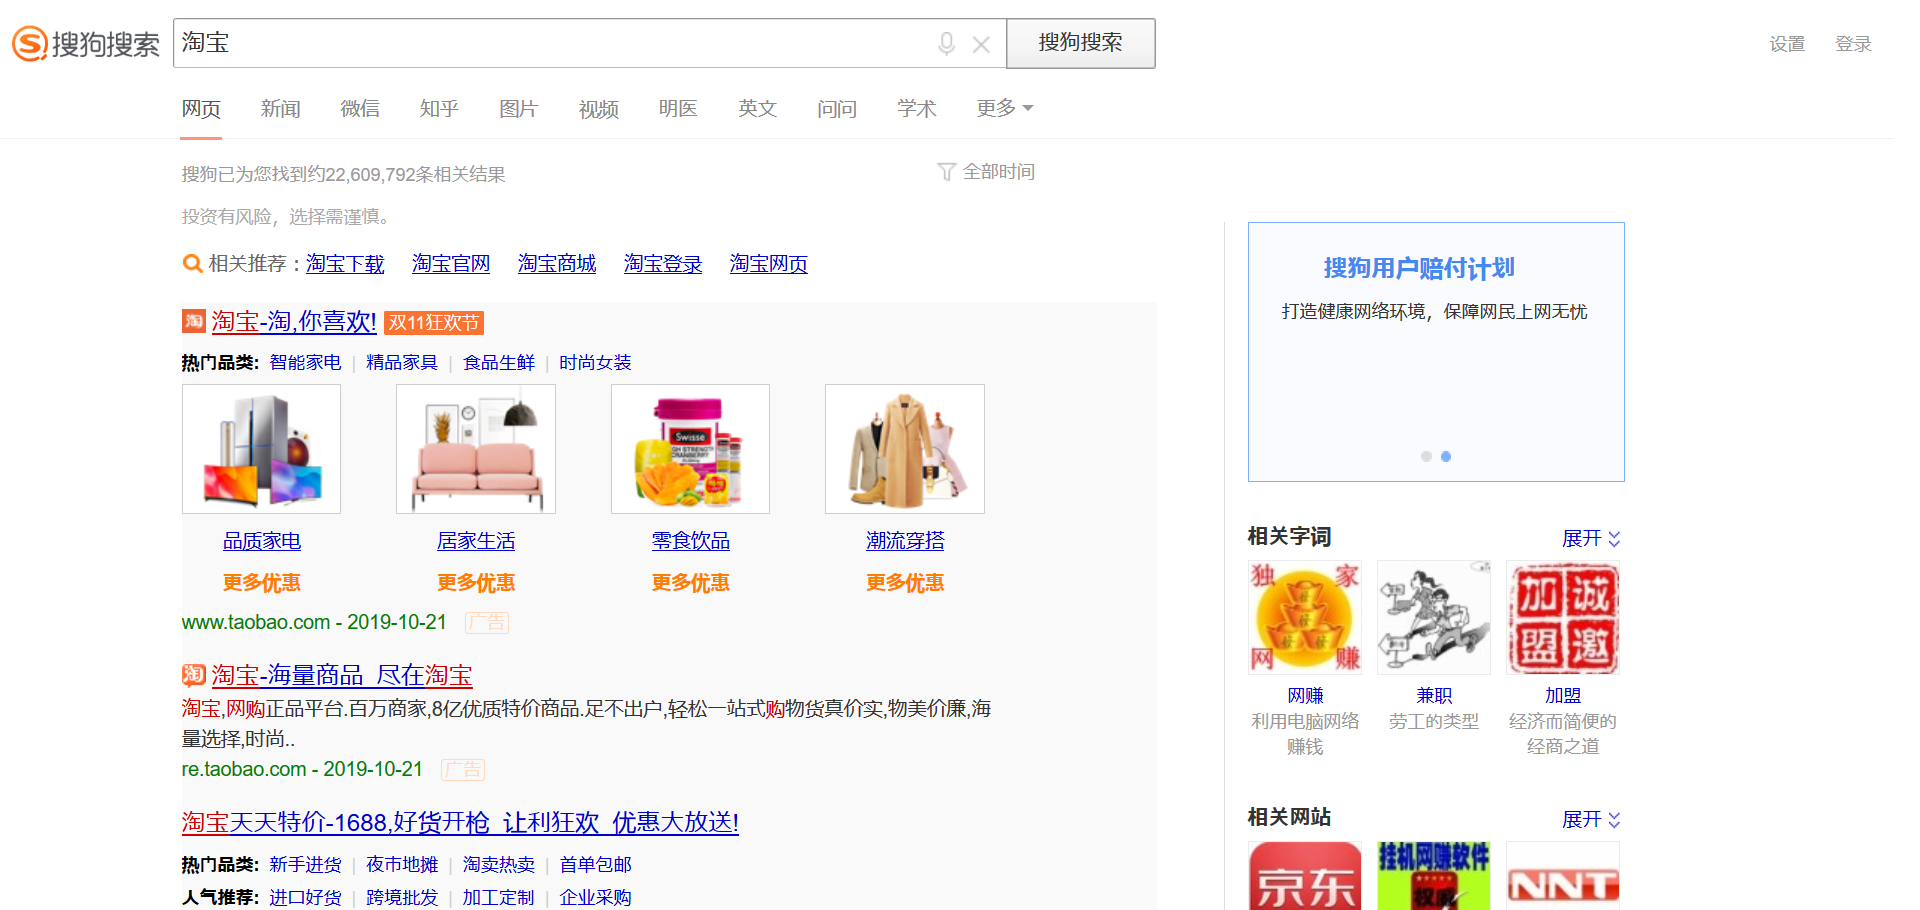 搜狗搜索
淘宝
搜狗搜索
设置 登录
网页 新闻 微信 知乎 图片 视频 明医 英文 问问 学术 更多
搜狗已为您找到约22,609,792条相关结果
全部时间
投资有风险，选择需谨慎。
相关推荐：淘宝下载 淘宝官网 淘宝商城 淘宝登录 淘宝网页
淘 淘宝-淘,你喜欢! 双11狂欢节
热门品类: 智能家电 | 精品家具 | 食品生鲜 | 时尚女装
Swisse
品质家电 居家生活 零食饮品 潮流穿搭
更多优惠 更多优惠 更多优惠 更多优惠
www.taobao.com - 2019-10-21 广告
淘 淘宝-海量商品_尽在淘宝
淘宝,网购正品平台.百万商家,8亿优质特价商品.足不出户,轻松一站式购物货真价实,物美价廉,海
量选择,时尚..
re.taobao.com - 2019-10-21 广告
淘宝天天特价-1688,好货开枪_让利狂欢_优惠大放送!
热门品类: 新手进货 | 夜市地摊 | 淘卖热卖 | 首单包邮
人气推荐: 进口好货 | 跨境批发 | 加工定制 | 企业采购
搜狗用户赔付计划
打造健康网络环境，保障网民上网无忧
相关字词 展开
独家
网赚
加诚
盟邀
网赚 兼职 加盟
利用电脑网络 劳工的类型 经济而简便的
赚钱 经商之道
相关网站 展开
京东
挂机网赚软件
权威
NNT